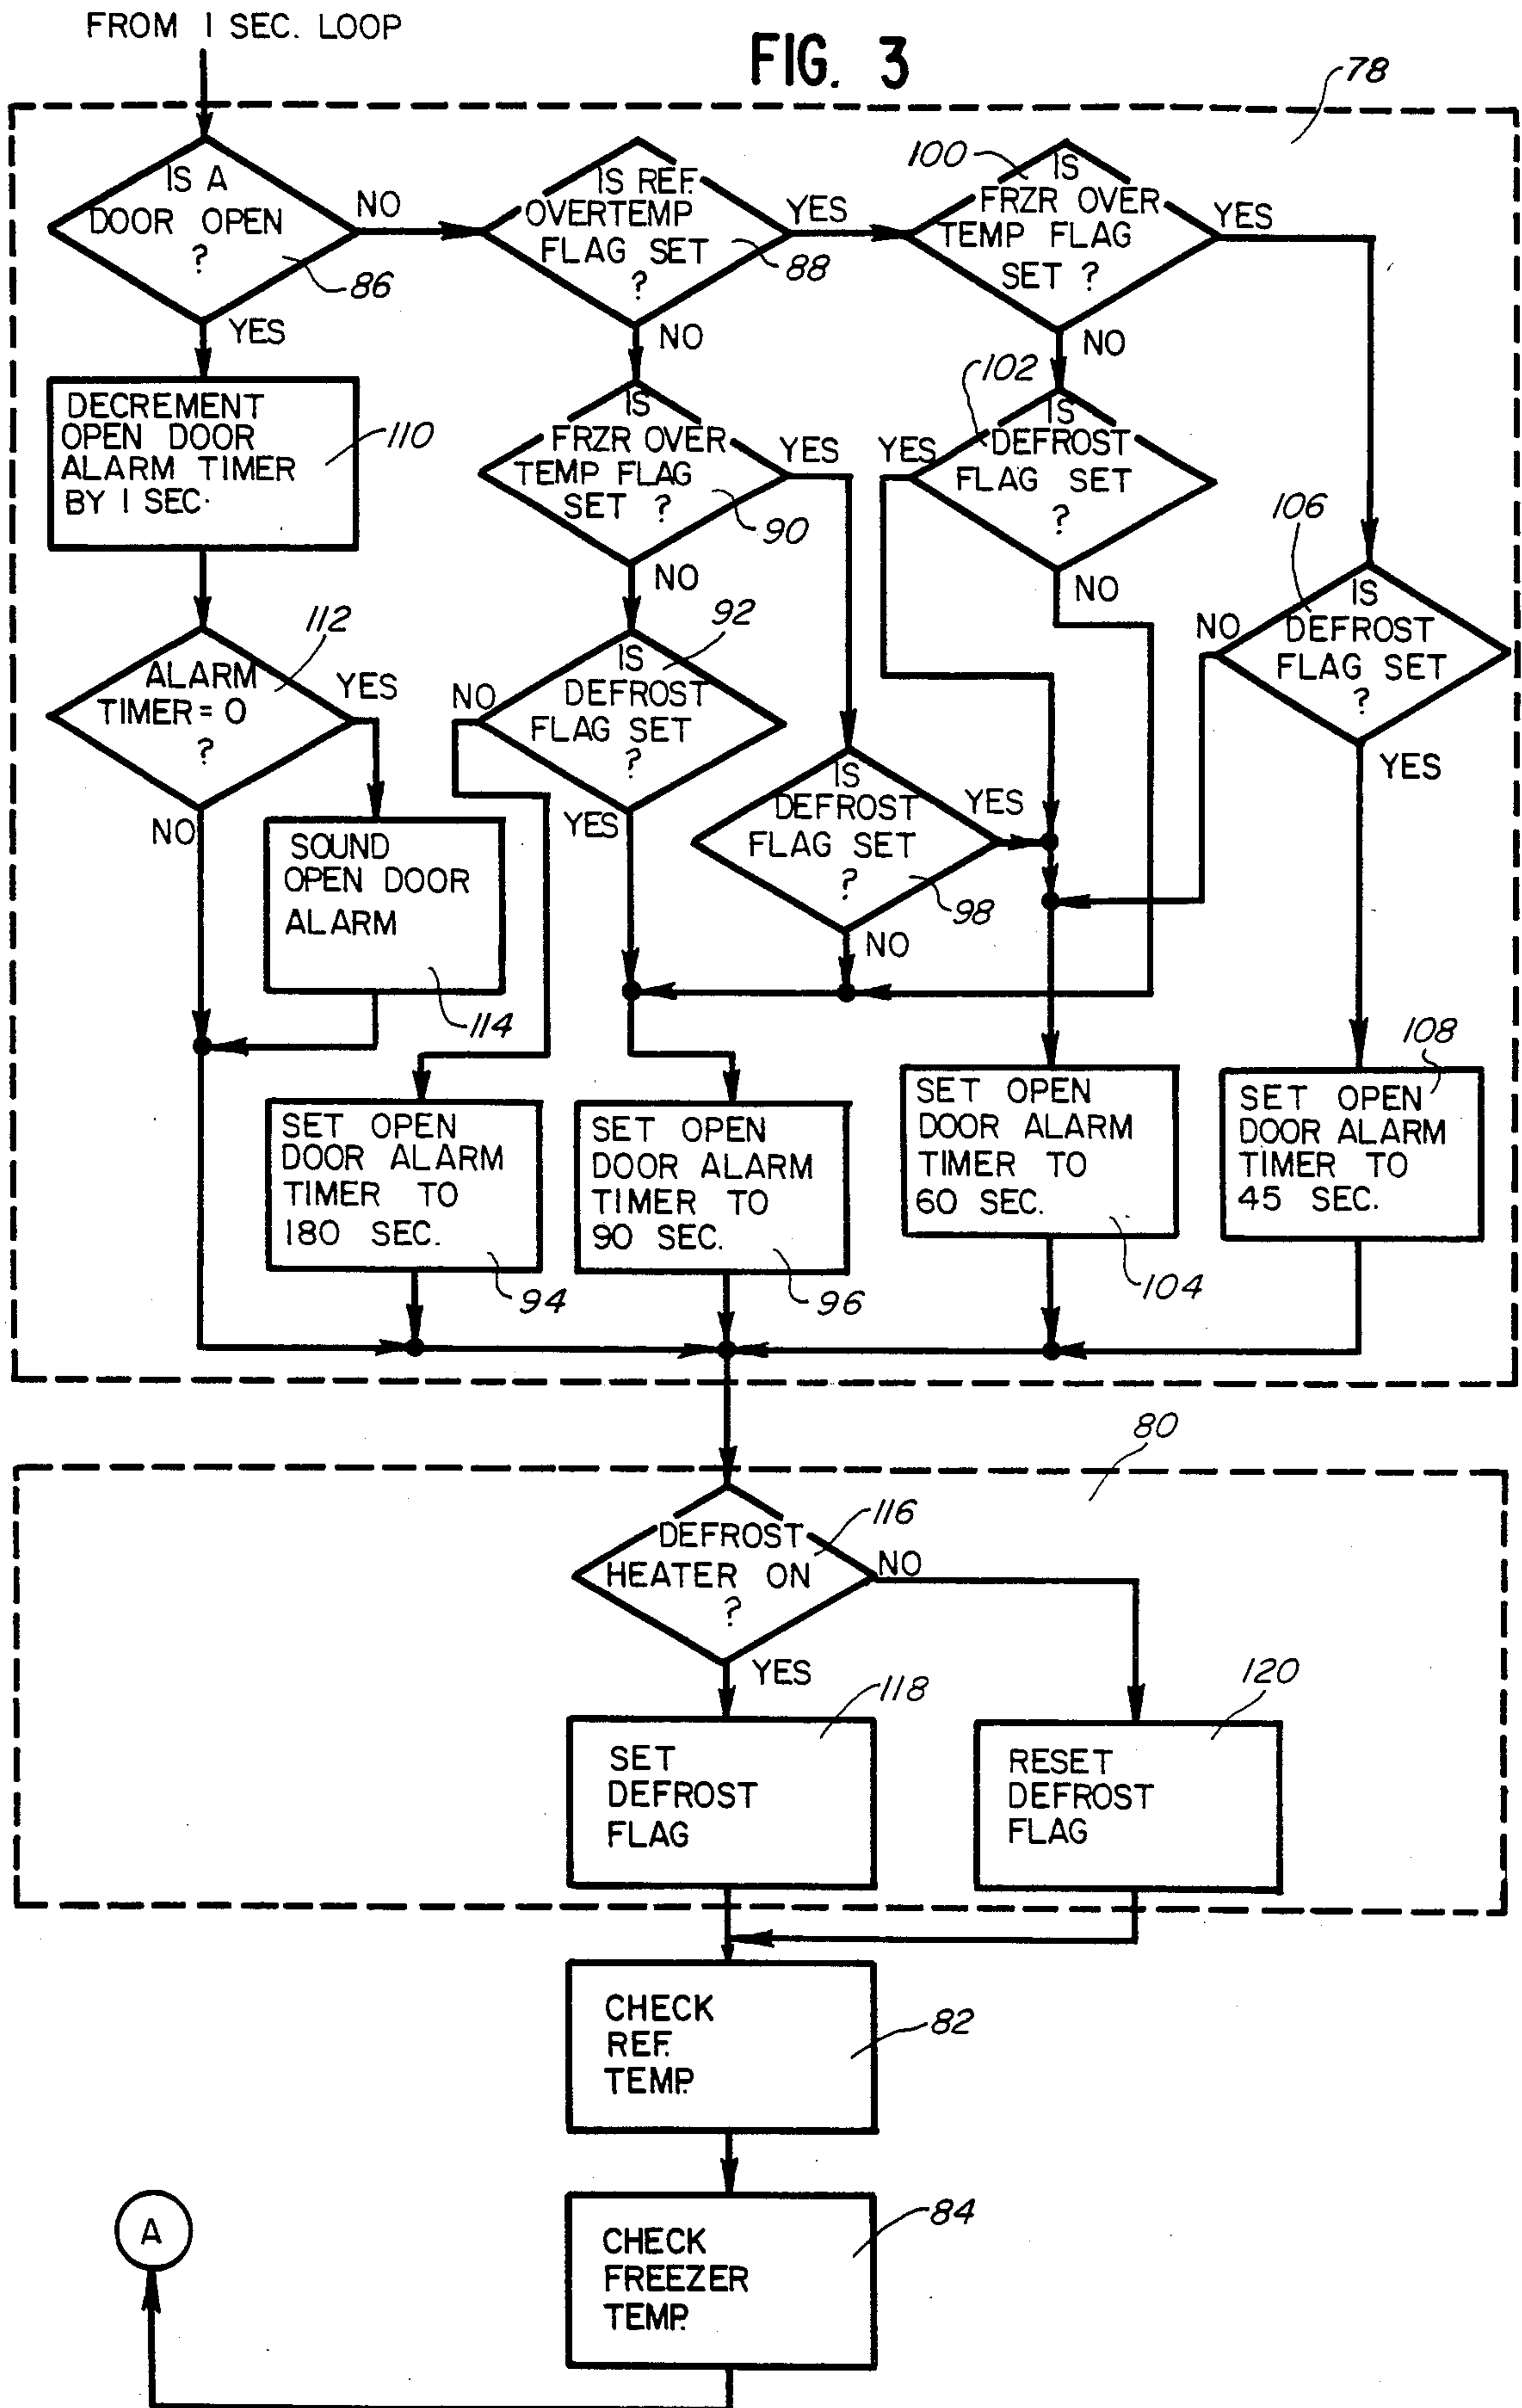 FROM 1 SEC. LOOP
FIG. 3
78
IS A
DOOR OPEN
?
86
NO
YES
IS REF.
OVERTEMP
FLAG SET
?
88
YES
NO
100
IS
FRZR OVER
TEMP FLAG
SET ?
YES
NO
DECREMENT
OPEN DOOR
ALARM TIMER
BY 1 SEC.
110
IS
FRZR OVER
TEMP FLAG
SET ?
90
YES
NO
102
IS
DEFROST
FLAG SET
?
YES
NO
106
IS
DEFROST
FLAG SET
?
NO
YES
112
ALARM
TIMER = 0
?
YES
NO
92
IS
DEFROST
FLAG SET
?
NO
YES
IS
DEFROST
FLAG SET
?
98
YES
NO
SOUND
OPEN DOOR
ALARM
114
SET OPEN
DOOR ALARM
TIMER TO
180 SEC.
94
SET OPEN
DOOR ALARM
TIMER TO
90 SEC.
96
SET OPEN
DOOR ALARM
TIMER TO
60 SEC.
104
108
SET OPEN
DOOR ALARM
TIMER TO
45 SEC.
80
DEFROST
HEATER ON
?
116
NO
YES
118
SET
DEFROST
FLAG
120
RESET
DEFROST
FLAG
CHECK
REF.
TEMP.
82
CHECK
FREEZER
TEMP.
84
A